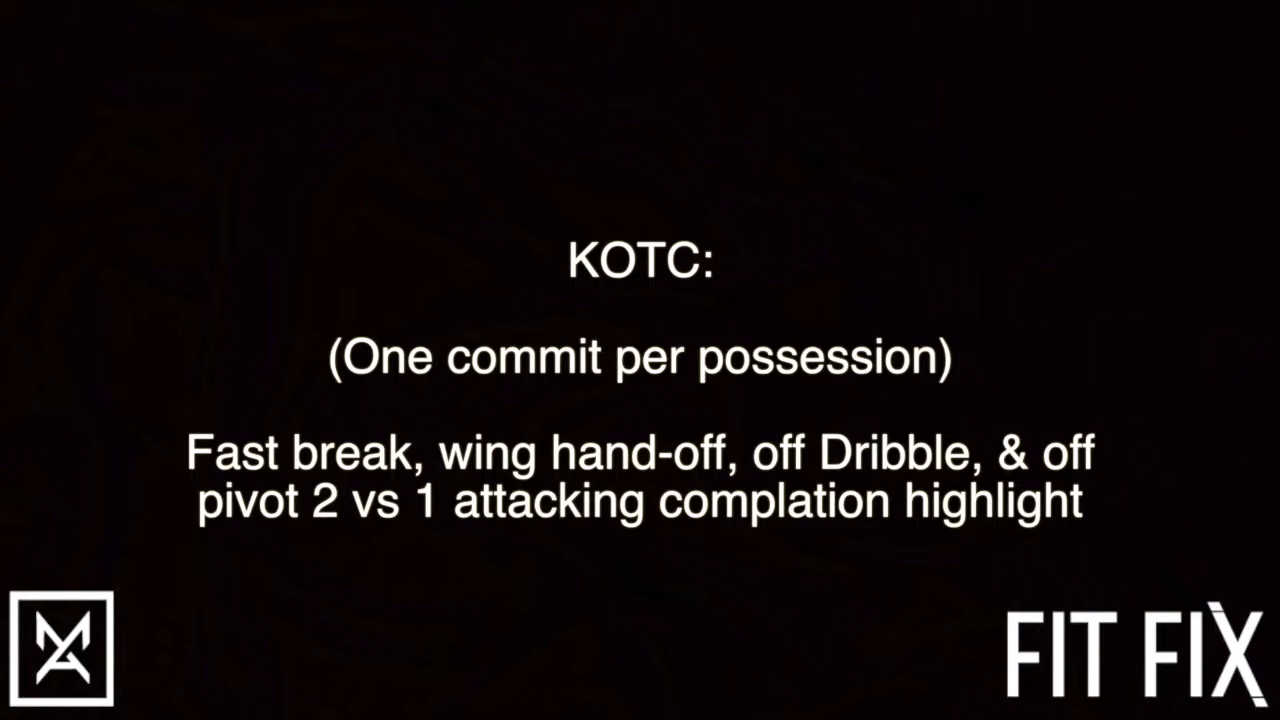 KOTC:
(One commit per possession)
Fast break, wing hand-off, off Dribble, & off
pivot 2 vs 1 attacking complation highlight
FIT FIX